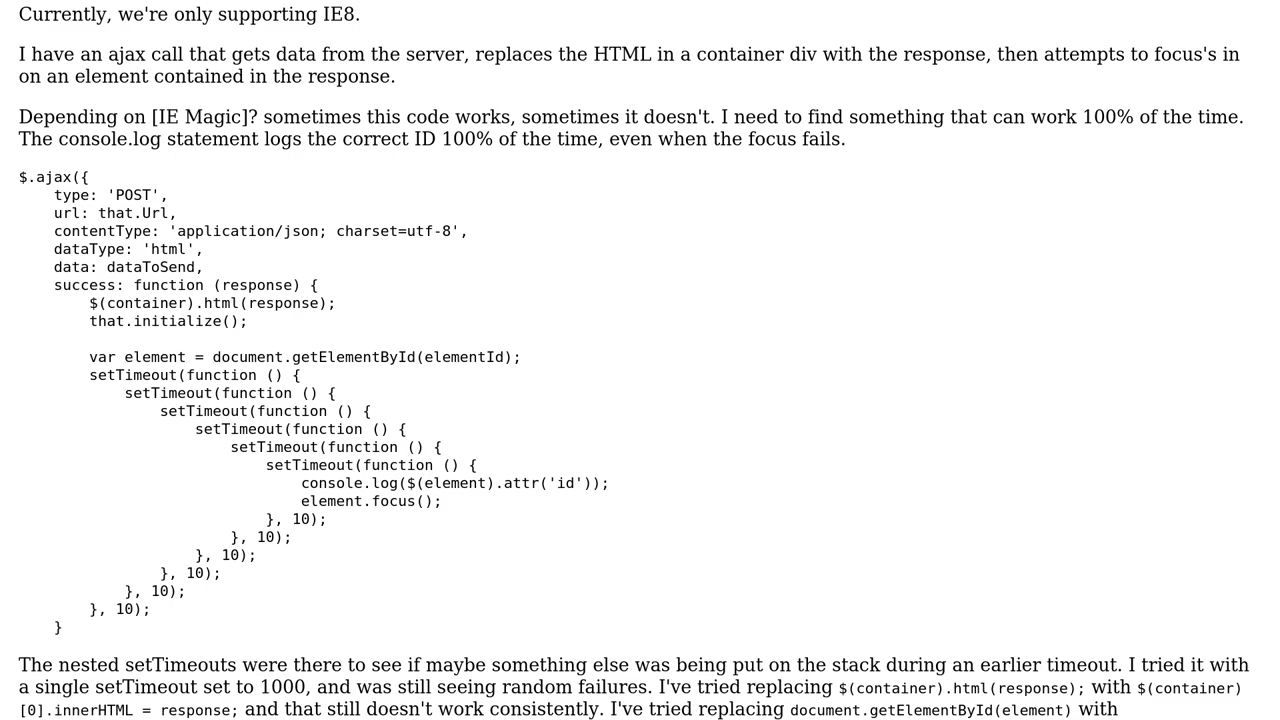 Currently, we're only supporting IE8.
I have an ajax call that gets data from the server, replaces the HTML in a container div with the response, then attempts to focus's in
on an element contained in the response.
Depending on [IE Magic]? sometimes this code works, sometimes it doesn't. I need to find something that can work 100% of the time.
The console.log statement logs the correct ID 100% of the time, even when the focus fails.
$.ajax({
    type: 'POST',
    url: that.Url,
    contentType: 'application/json; charset=utf-8',
    dataType: 'html',
    data: dataToSend,
    success: function (response) {
        $(container).html(response);
        that.initialize();

        var element = document.getElementById(elementId);
        setTimeout(function () {
            setTimeout(function () {
                setTimeout(function () {
                    setTimeout(function () {
                        setTimeout(function () {
                            setTimeout(function () {
                                console.log($(element).attr('id'));
                                element.focus();
                            }, 10);
                        }, 10);
                    }, 10);
                }, 10);
            }, 10);
        }, 10);
    }
The nested setTimeouts were there to see if maybe something else was being put on the stack during an earlier timeout. I tried it with
a single setTimeout set to 1000, and was still seeing random failures. I've tried replacing $(container).html(response); with $(container)
[0].innerHTML = response; and that still doesn't work consistently. I've tried replacing document.getElementById(element) with